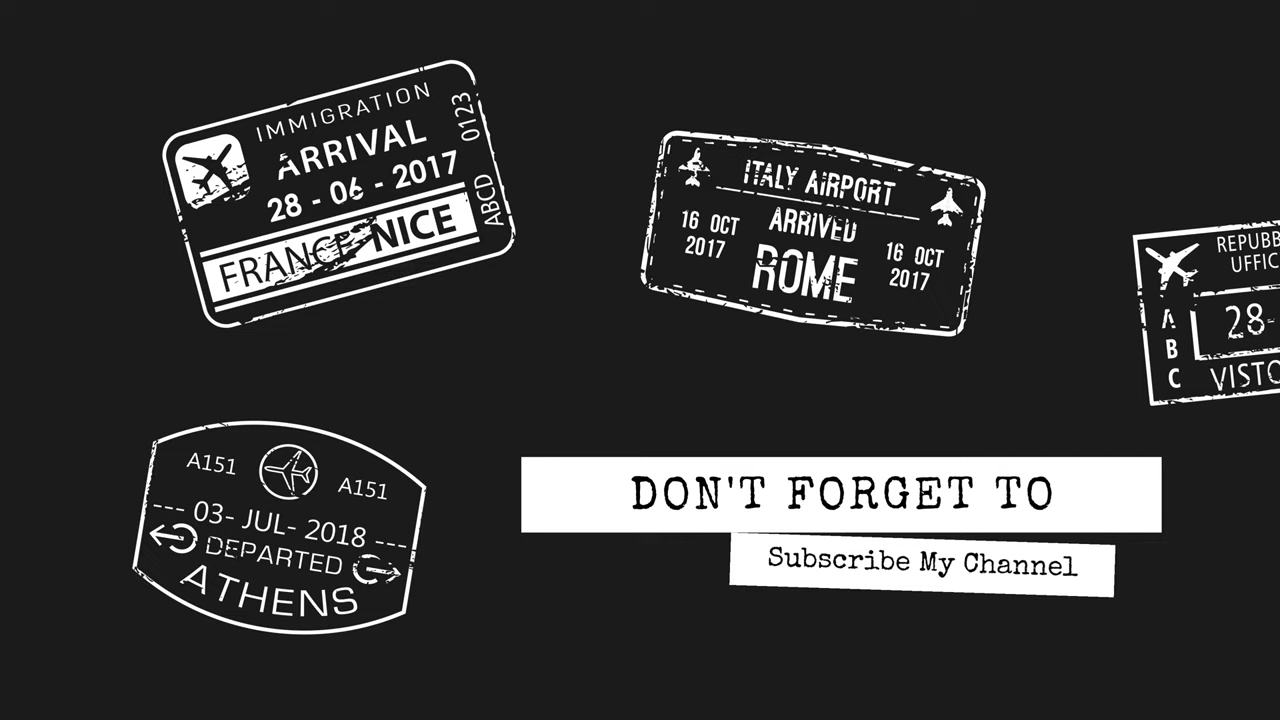 IMMIGRATION
ARRIVAL
28 - 06 - 2017
FRANCE NICE
0123
ABCD
ITALY AIRPORT
16 OCT
2017
ARRIVED
ROME
16 OCT
2017
A
B
C
28-
A151
A151
--- 03- JUL- 2018 ---
DEPARTED
ATHENS
DON'T FORGET TO
Subscribe My Channel